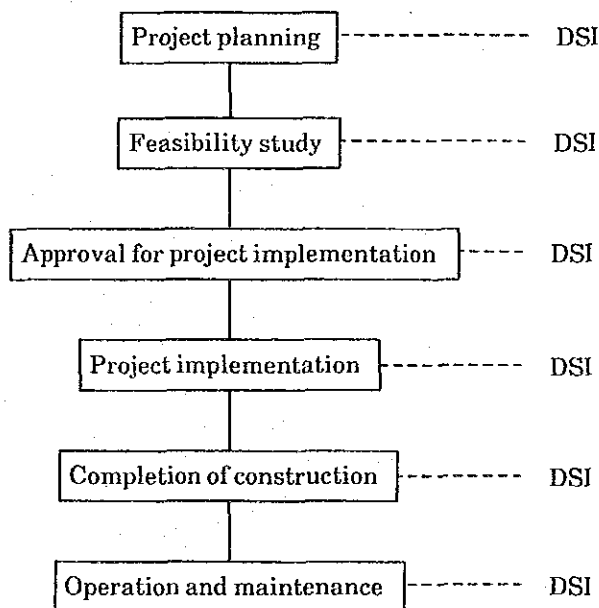 Project planning DSI
Feasibility study DSI
Approval for project implementation DSI
Project implementation DSI
Completion of construction DSI
Operation and maintenance DSI